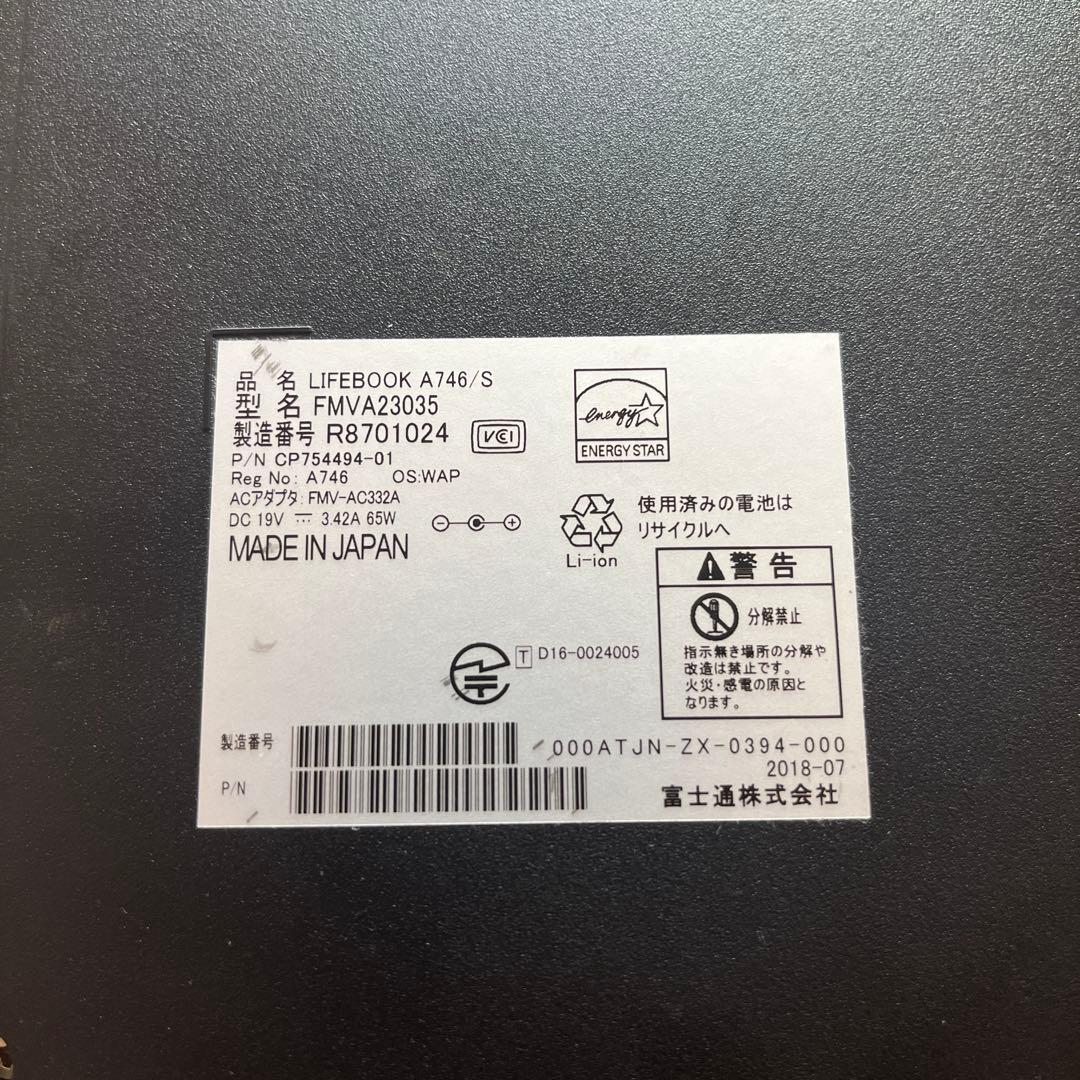 品 名 LIFEBOOK A746/S
型 名 FMVA23035
製造番号 R8701024
VCI
P/N CP754494-01
Reg No: A746 OS:WAP
ACアダプタ: FMV-AC332A
DC 19V ⎓ 3.42A 65W
MADE IN JAPAN
energy
ENERGY STAR
使用済みの電池は
リサイクルへ
Li-ion
警告
分解禁止
指示無き場所の分解や
改造は禁止です。
火災・感電の原因と
なります。
T D16-0024005
製造番号
P/N
000ATJN-ZX-0394-000
2018-07
富士通株式会社